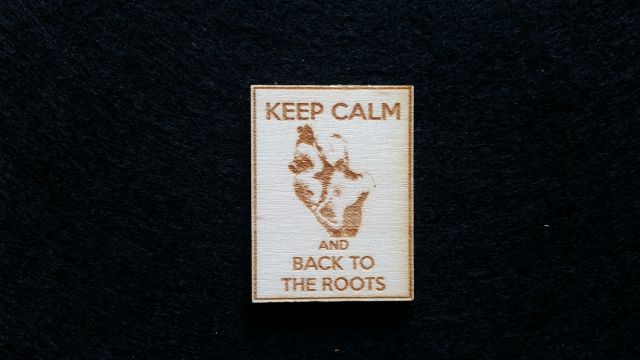 KEEP CALM
AND
BACK TO
THE ROOTS